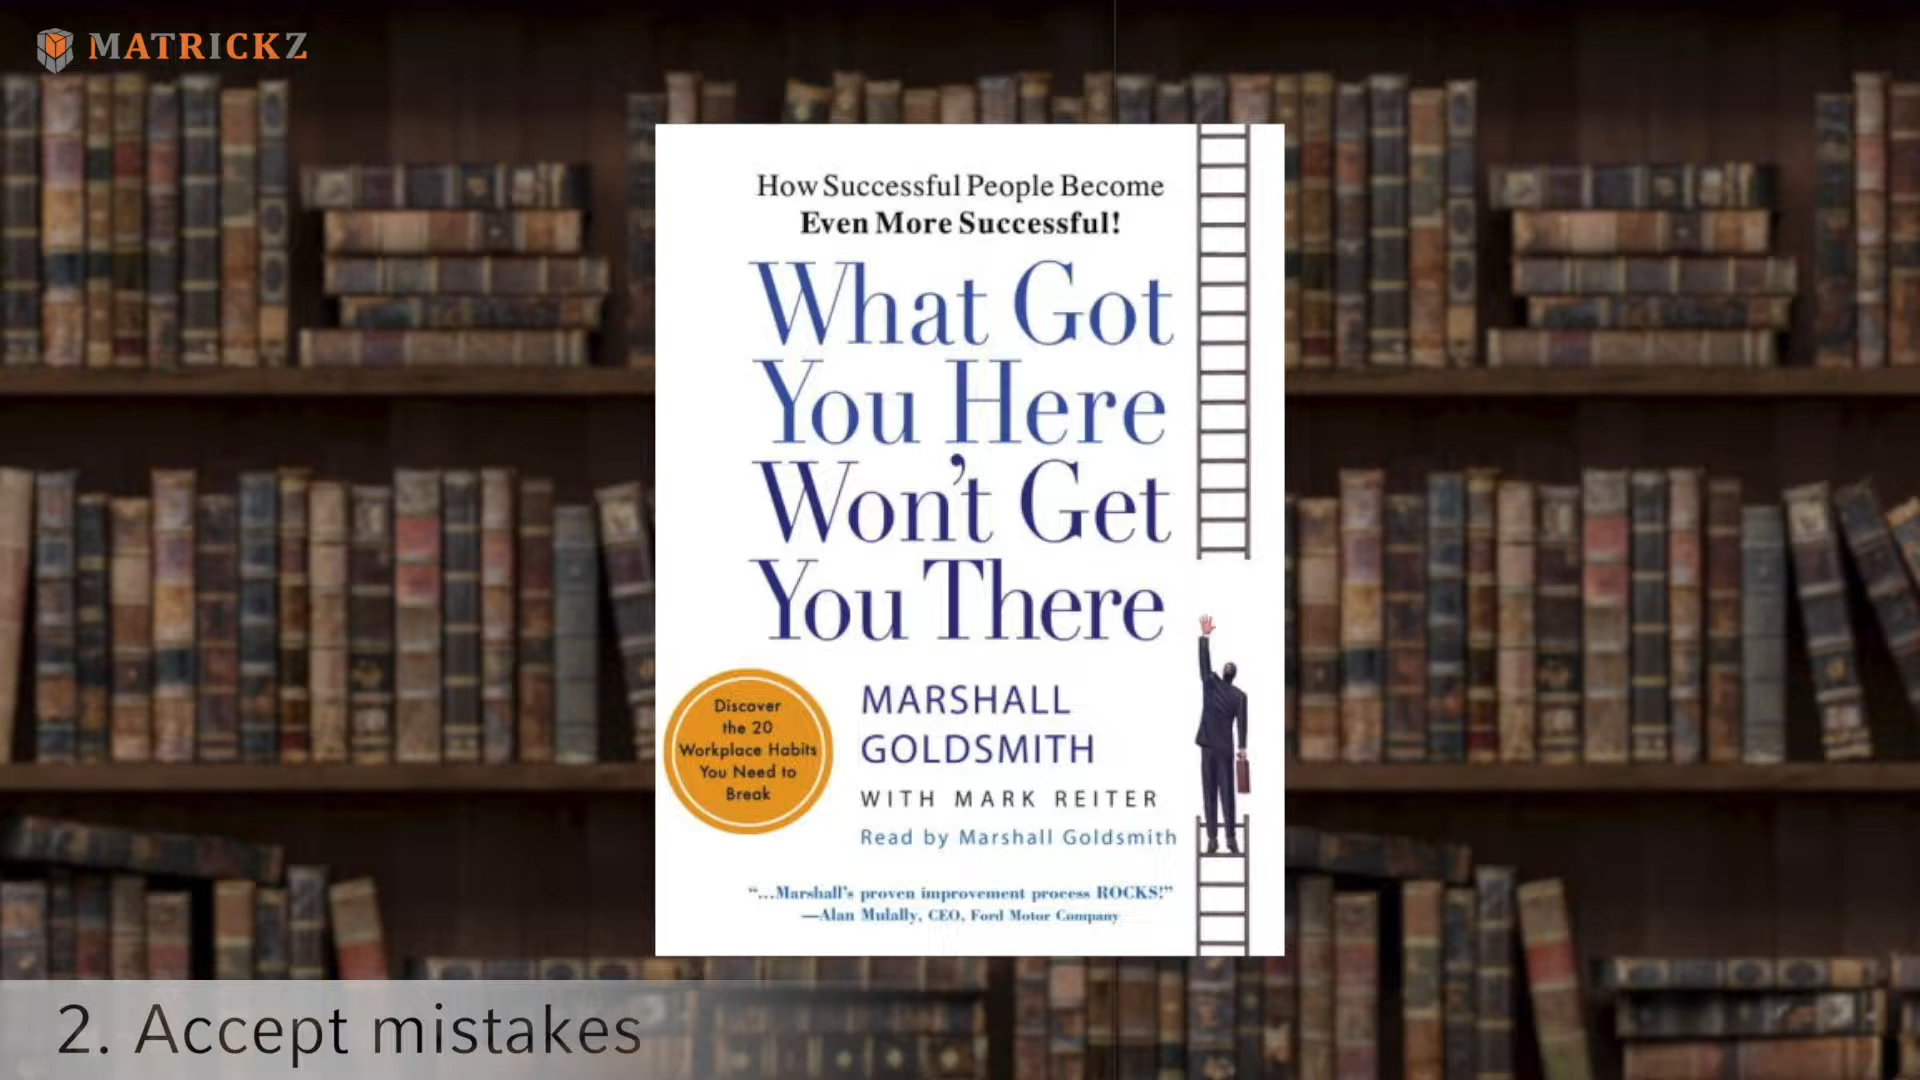 MATRICKZ
How Successful People Become
Even More Successful!
What Got
You Here
Won't Get
You There
Discover
the 20
Workplace Habits
You Need to
Break
MARSHALL
GOLDSMITH
WITH MARK REITER
Read by Marshall Goldsmith
“...Marshall's proven improvement process ROCKS!”
—Alan Mulally, CEO, Ford Motor Company
2. Accept mistakes